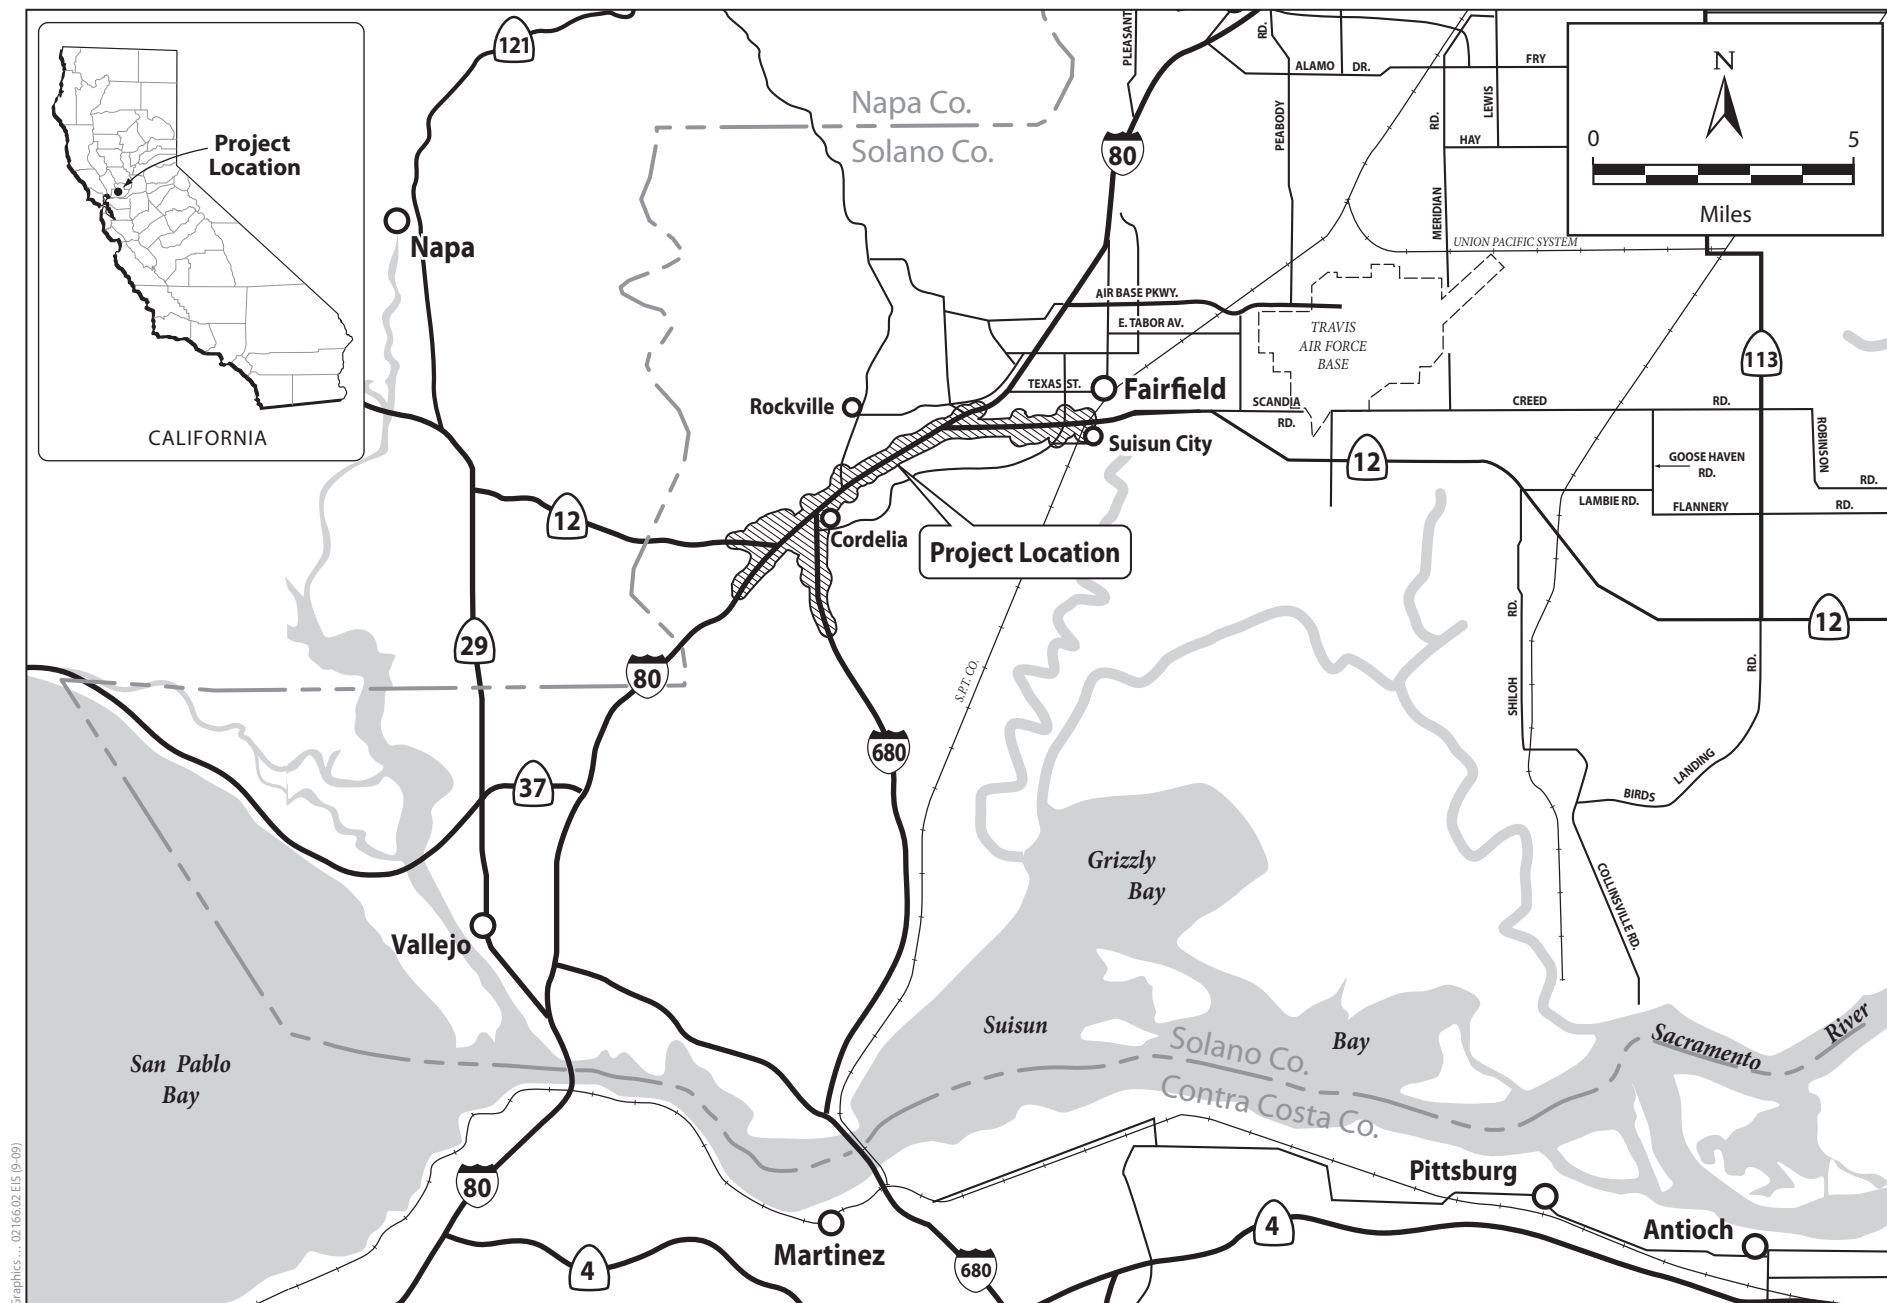 121
PLEASANT
RD.
ALAMO DR.
FRY
LEWIS
RD.
HAY
PEABODY
MERIDIAN
N
0 5
Miles
Project
Location
CALIFORNIA
Napa Co.
Solano Co.
80
Napa
UNION PACIFIC SYSTEM
AIR BASE PKWY.
E. TABOR AV.
TRAVIS
AIR FORCE
BASE
113
TEXAS ST.
Fairfield
Rockville
SCANDIA
RD.
CREED RD.
Suisun City
ROBINSON
RD.
GOOSE HAVEN
RD.
12
LAMBIE RD.
FLANNERY RD.
12
Cordelia
Project Location
SHILOH RD.
12
29
80
S.P.T. CO.
680
37
BIRDS LANDING RD.
COLLINSVILLE RD.
Grizzly
Bay
Vallejo
Suisun Bay
Solano Co.
Contra Costa Co.
Sacramento River
San Pablo
Bay
Pittsburg
80
Martinez
4
Antioch
4
680
Graphics … 02166.02 EIS (9-09)